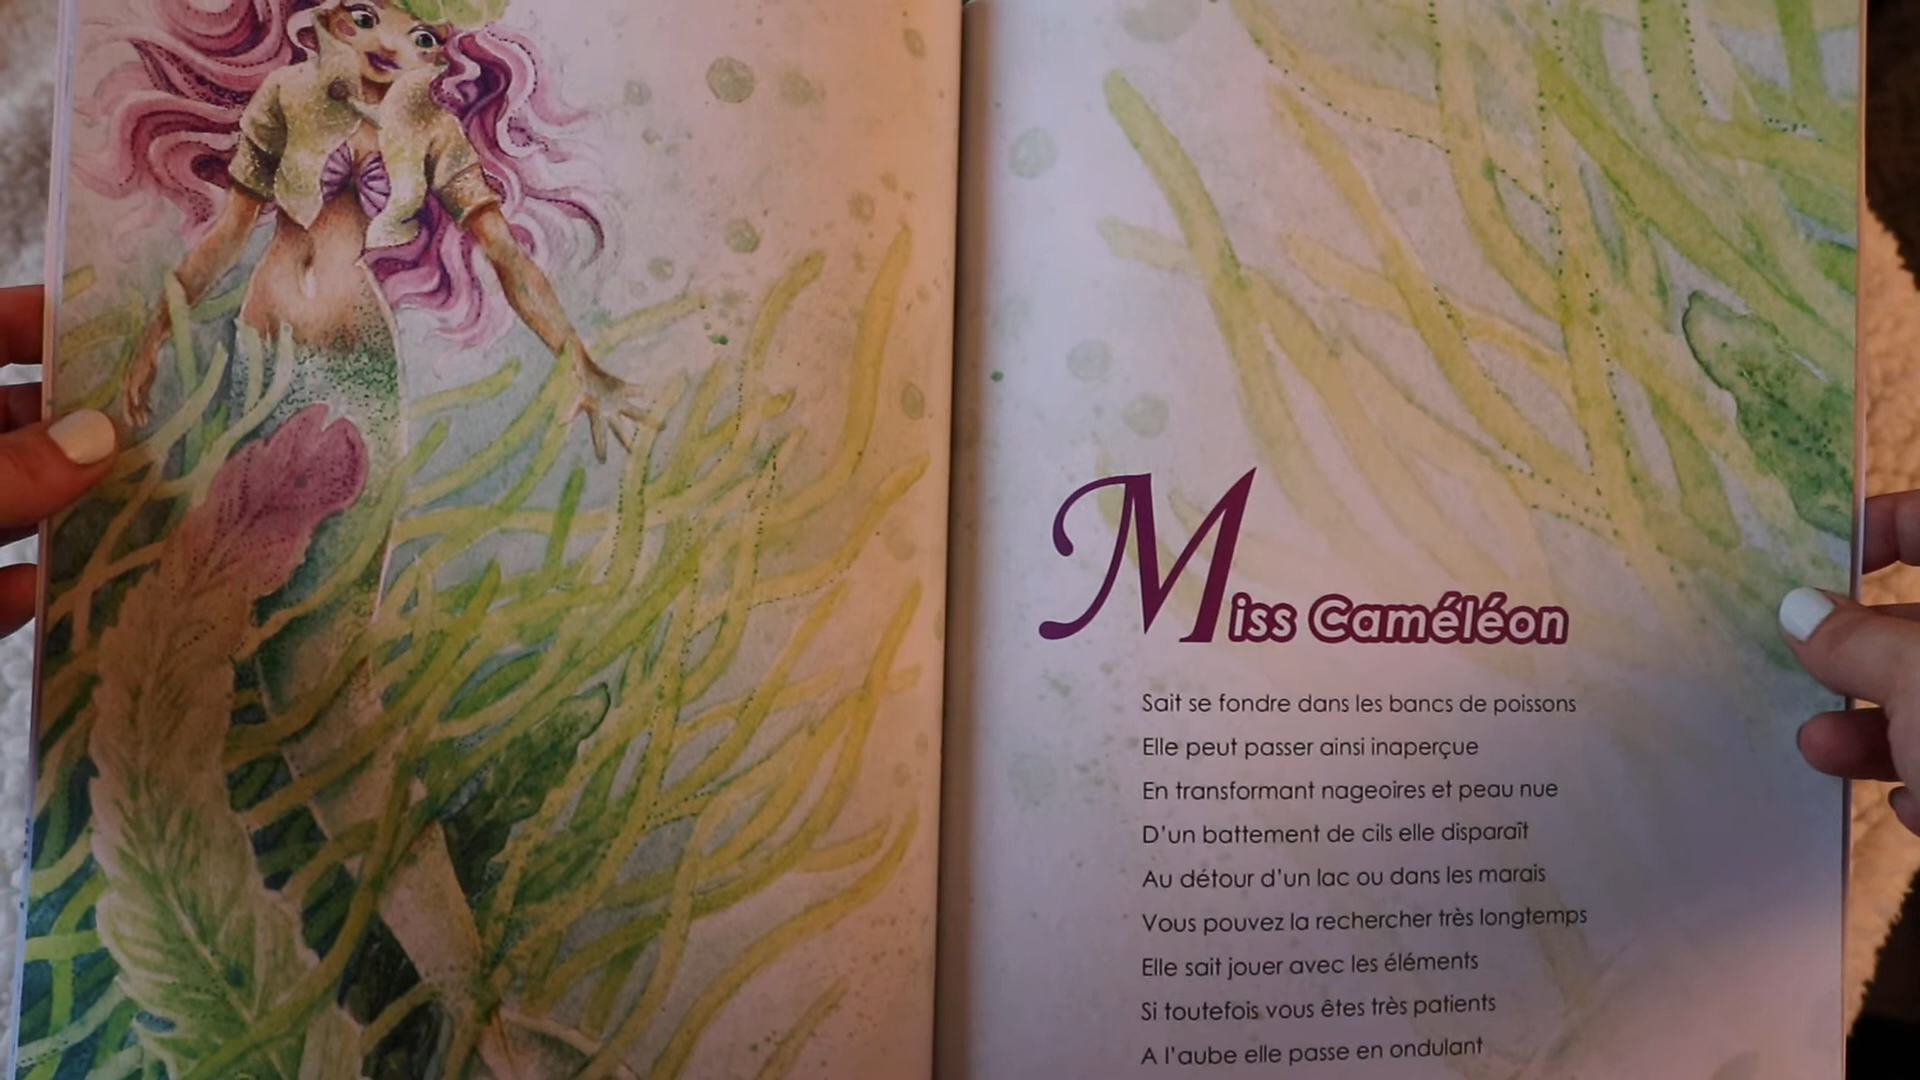 Miss Caméléon
Sait se fondre dans les bancs de poissons
Elle peut passer ainsi inaperçue
En transformant nageoires et peau nue
D'un battement de cils elle disparaît
Au détour d'un lac ou dans les marais
Vous pouvez la rechercher très longtemps
Elle sait jouer avec les éléments
Si toutefois vous êtes très patients
A l'aube elle passe en ondulant